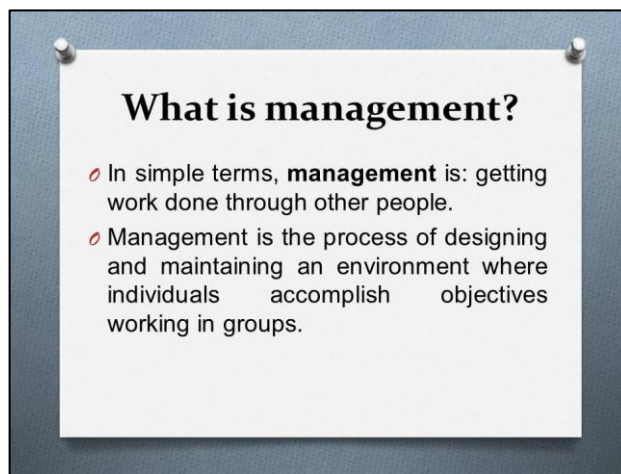 What is management?
In simple terms, management is: getting
work done through other people.
Management is the process of designing
and maintaining an environment where
individuals accomplish objectives
working in groups.